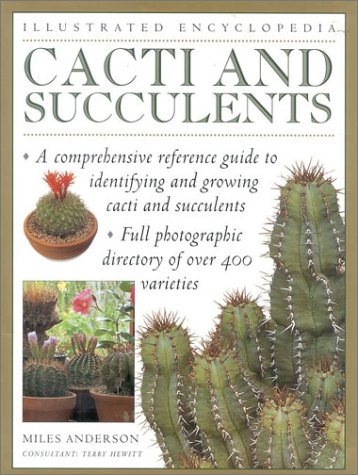 ILLUSTRATED ENCYCLOPEDIA
CACTI AND
SUCCULENTS
• A comprehensive reference guide to
identifying and growing
cacti and succulents
• Full photographic
directory of over 400
varieties
MILES ANDERSON
CONSULTANT: TERRY HEWITT